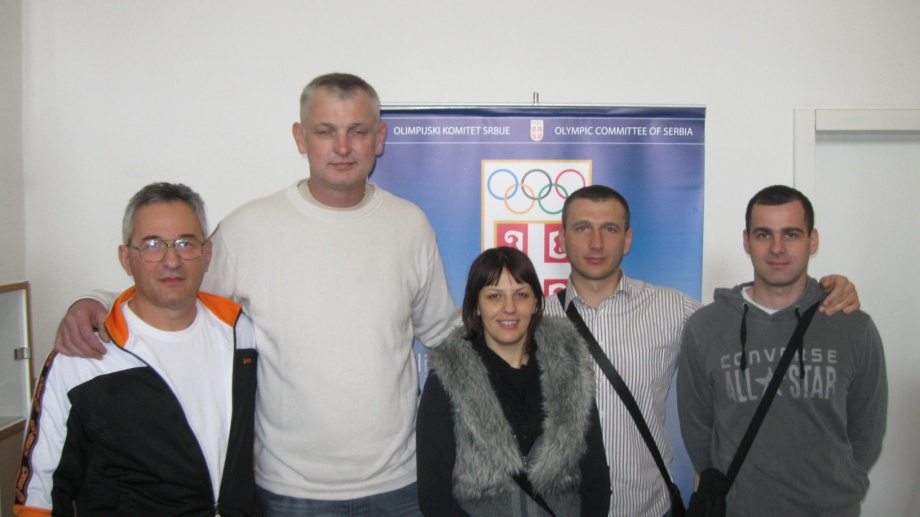 OLIMPIJSKI KOMITET SRBIJE
OLYMPIC COMMITTEE OF SERBIA
CONVERSE
ALL STAR